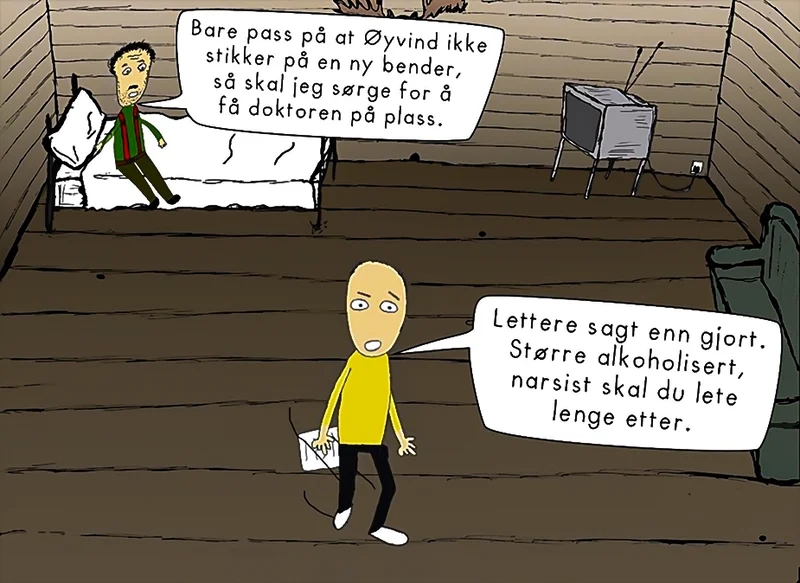 Bare pass på at Øyvind ikke
stikker på en ny bender,
så skal jeg sørge for å
få doktoren på plass.
Lettere sagt enn gjort.
Større alkoholisert,
narsist skal du lete
lenge etter.